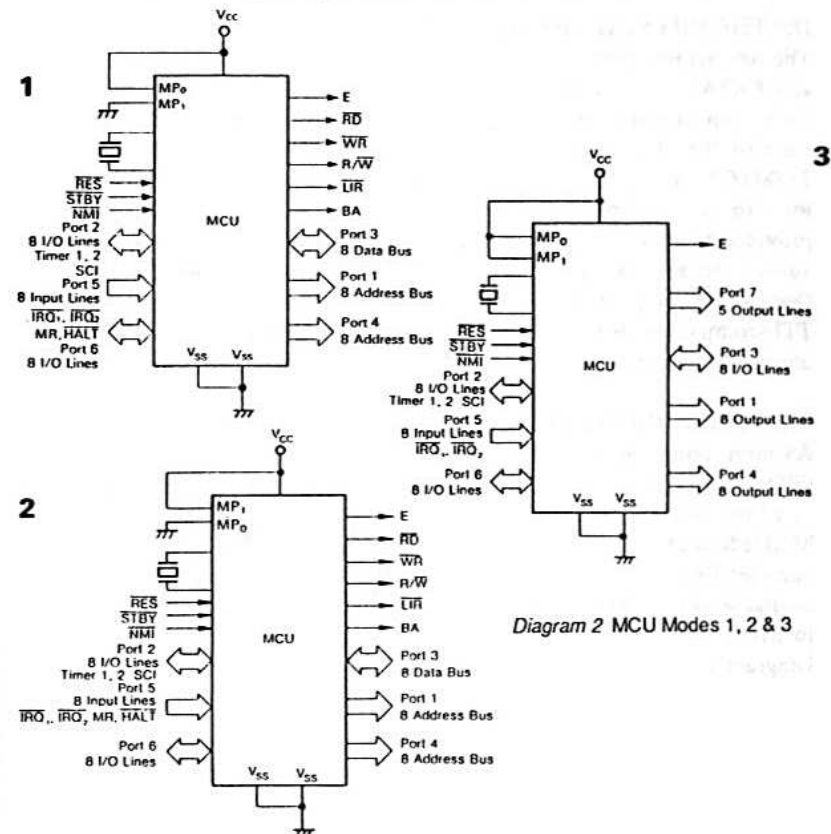 1
Vcc
MP0
MP1
RES
STBY
NMI
Port 2
8 I/O Lines
Timer 1, 2
SCI
Port 5
8 Input Lines
IRQ1, IRQ2
MR, HALT
Port 6
8 I/O Lines
MCU
E
RD
WR
R/W
LIR
BA
Port 3
8 Data Bus
Port 1
8 Address Bus
Port 4
8 Address Bus
Vss Vss
2
Vcc
MP1
MP0
RES
STBY
NMI
Port 2
8 I/O Lines
Timer 1, 2 SCI
Port 5
8 Input Lines
IRQ1, IRQ2 MR, HALT
Port 6
8 I/O Lines
MCU
E
RD
WR
R/W
LIR
BA
Port 3
8 Data Bus
Port 1
8 Address Bus
Port 4
8 Address Bus
Vss Vss
3
Vcc
MP0
MP1
RES
STBY
NMI
Port 2
8 I/O Lines
Timer 1, 2 SCI
Port 5
8 Input Lines
IRQ1, IRQ2
Port 6
8 I/O Lines
MCU
E
Port 7
5 Output Lines
Port 3
8 I/O Lines
Port 1
8 Output Lines
Port 4
8 Output Lines
Vss Vss
Diagram 2 MCU Modes 1, 2 & 3